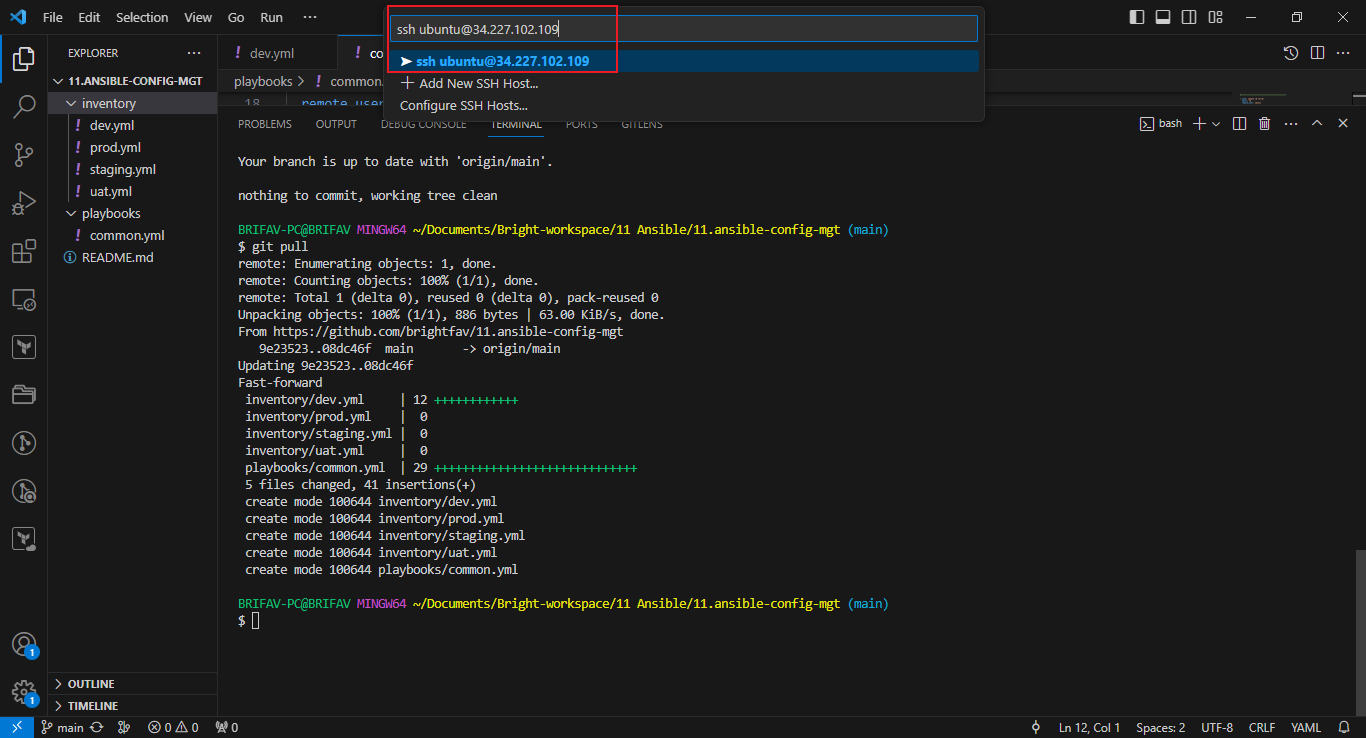 File Edit Selection View Go Run ···
ssh ubuntu@34.227.102.109
ssh ubuntu@34.227.102.109
Add New SSH Host...
Configure SSH Hosts...
EXPLORER ···
11.ANSIBLE-CONFIG-MGT
inventory
! dev.yml
! prod.yml
! staging.yml
! uat.yml
playbooks
! common.yml
README.md
OUTLINE
TIMELINE
! dev.yml ! co
playbooks > ! common.
18 remote_user
PROBLEMS OUTPUT DEBUG CONSOLE TERMINAL PORTS GITLENS
bash
Your branch is up to date with 'origin/main'.
nothing to commit, working tree clean
BRIFAV-PC@BRIFAV MINGW64 ~/Documents/Bright-workspace/11 Ansible/11.ansible-config-mgt (main)
$ git pull
remote: Enumerating objects: 1, done.
remote: Counting objects: 100% (1/1), done.
remote: Total 1 (delta 0), reused 0 (delta 0), pack-reused 0
Unpacking objects: 100% (1/1), 886 bytes | 63.00 KiB/s, done.
From https://github.com/brightfav/11.ansible-config-mgt
9e23523..08dc46f main -> origin/main
Updating 9e23523..08dc46f
Fast-forward
inventory/dev.yml | 12 ++++++++++++
inventory/prod.yml | 0
inventory/staging.yml | 0
inventory/uat.yml | 0
playbooks/common.yml | 29 +++++++++++++++++++++++++++++
5 files changed, 41 insertions(+)
create mode 100644 inventory/dev.yml
create mode 100644 inventory/prod.yml
create mode 100644 inventory/staging.yml
create mode 100644 inventory/uat.yml
create mode 100644 playbooks/common.yml
BRIFAV-PC@BRIFAV MINGW64 ~/Documents/Bright-workspace/11 Ansible/11.ansible-config-mgt (main)
$
1
1
main 0 0 0 Ln 12, Col 1 Spaces: 2 UTF-8 CRLF YAML